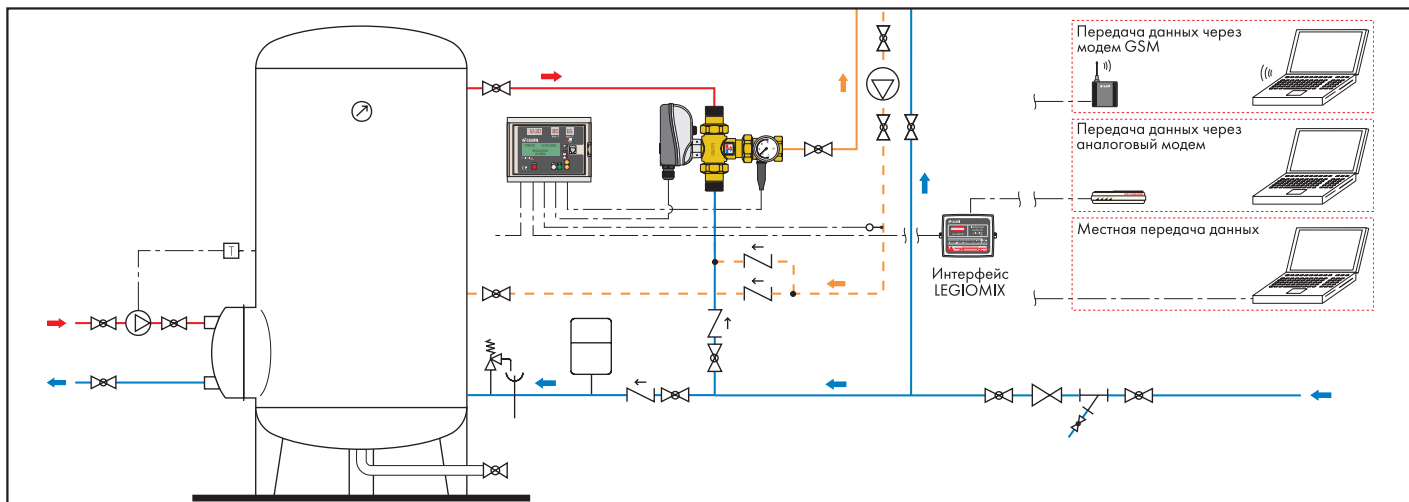 Передача данных через
модем GSM
Передача данных через
аналоговый модем
Местная передача данных
Интерфейс
LEGIOMIX
T